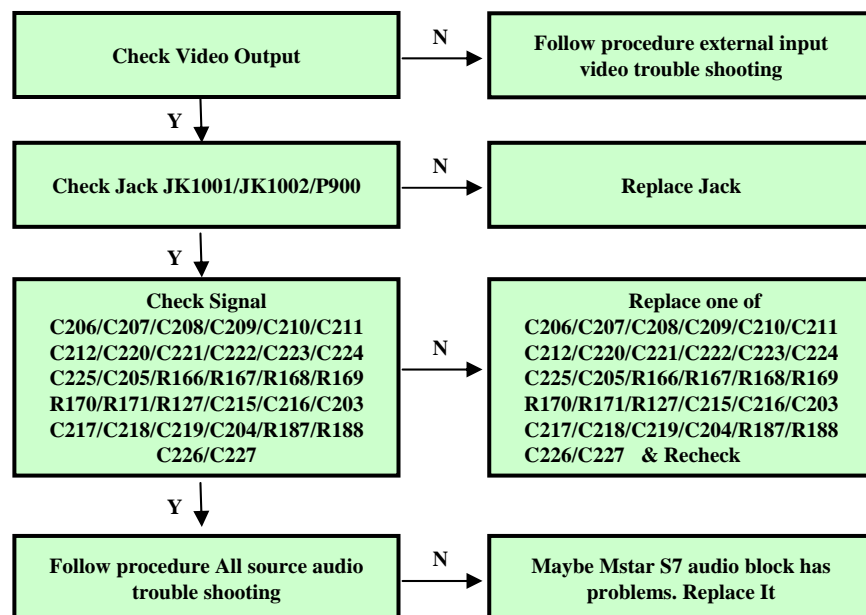 Check Video Output
N
Follow procedure external input
video trouble shooting
Y
Check Jack JK1001/JK1002/P900
N
Replace Jack
Y
Check Signal
C206/C207/C208/C209/C210/C211
C212/C220/C221/C222/C223/C224
C225/C205/R166/R167/R168/R169
R170/R171/R127/C215/C216/C203
C217/C218/C219/C204/R187/R188
C226/C227
N
Replace one of
C206/C207/C208/C209/C210/C211
C212/C220/C221/C222/C223/C224
C225/C205/R166/R167/R168/R169
R170/R171/R127/C215/C216/C203
C217/C218/C219/C204/R187/R188
C226/C227 & Recheck
Y
Follow procedure All source audio
trouble shooting
N
Maybe Mstar S7 audio block has
problems. Replace It